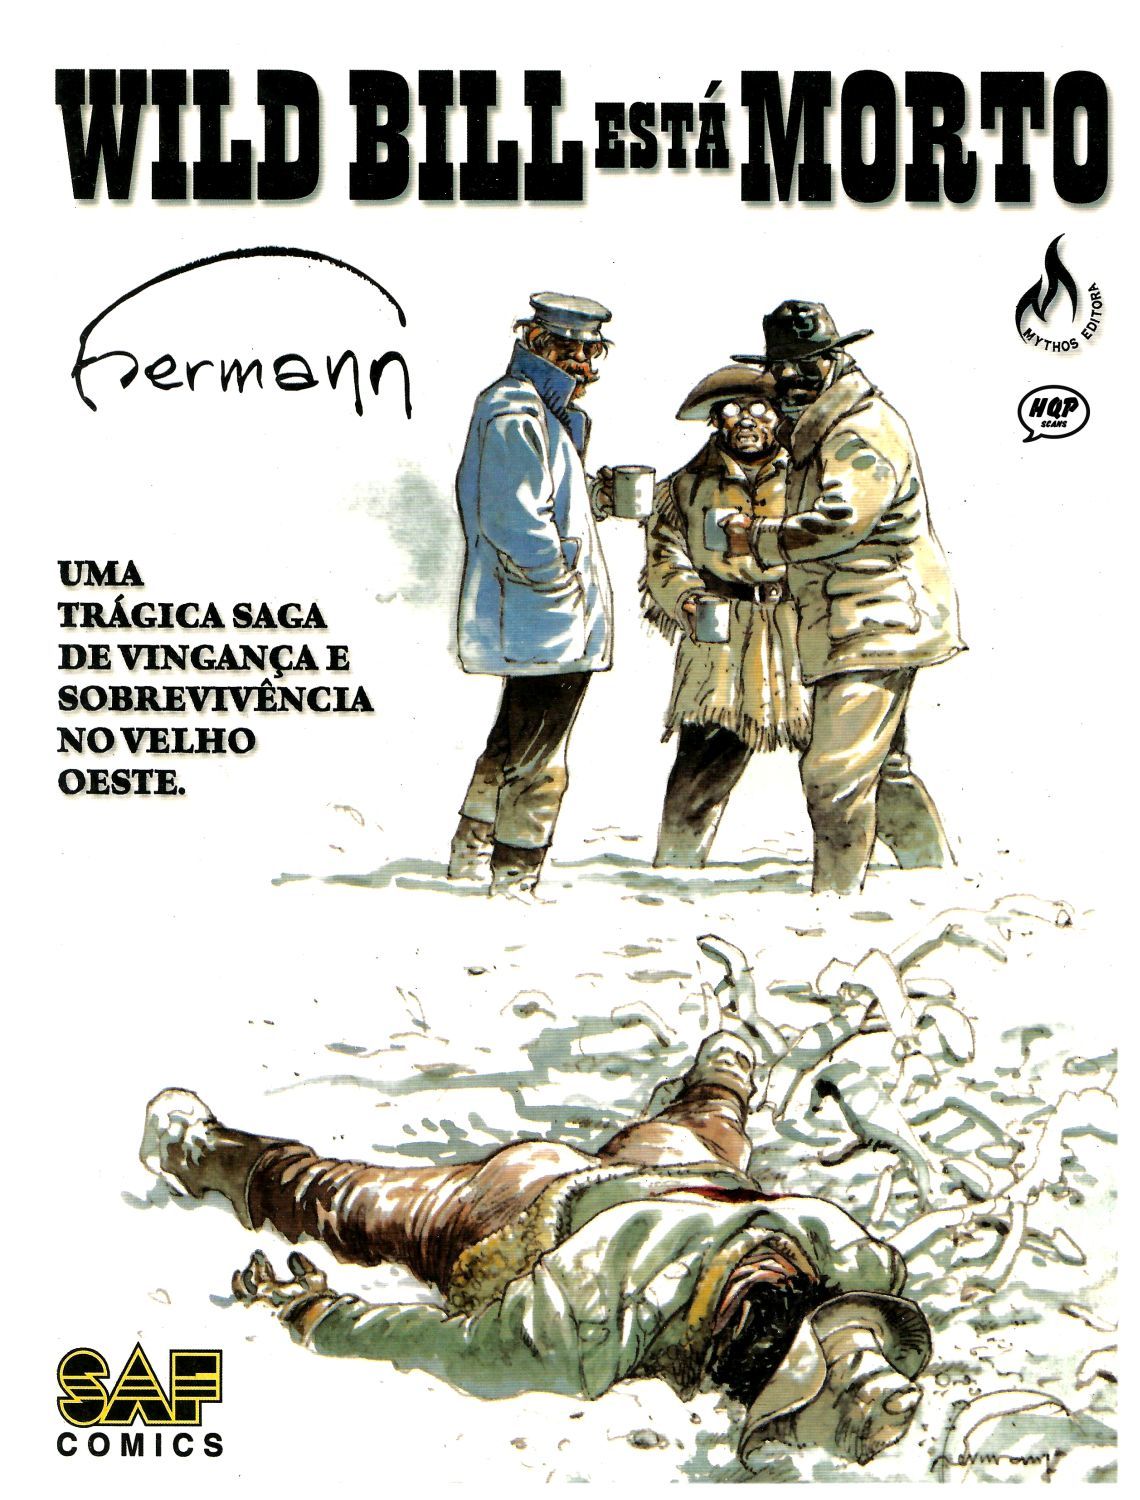 WILD BILL ESTÁ MORTO
hermann
MYTHOS EDITORA
HQP
SCANS
UMA
TRÁGICA SAGA
DE VINGANÇA E
SOBREVIVÊNCIA
NO VELHO
OESTE.
SAF
COMICS
hermann